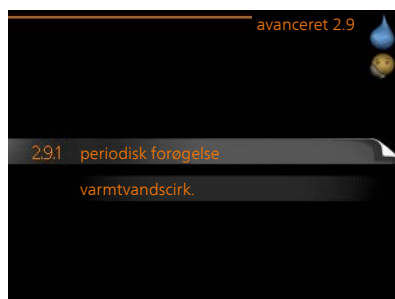 avanceret 2.9
2.9.1 periodisk forøgelse
varmtvandscirk.